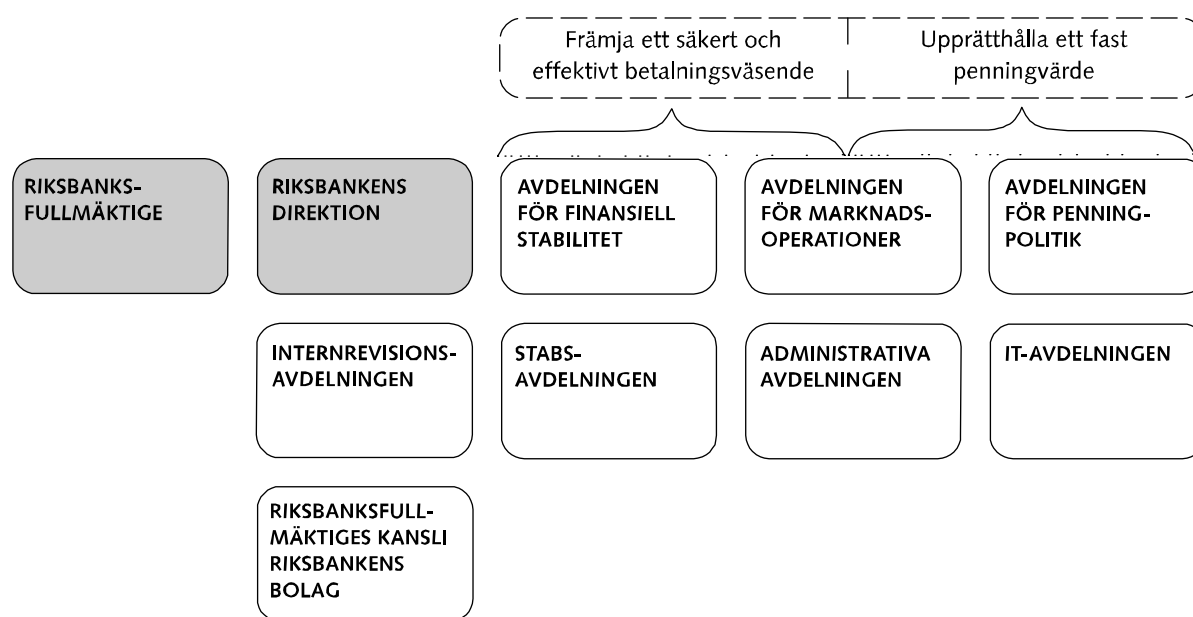 Främja ett säkert och
effektivt betalningsväsende
Upprätthålla ett fast
penningvärde
RIKSBANKS-
FULLMÄKTIGE
RIKSBANKENS
DIREKTION
AVDELNINGEN
FÖR FINANSIELL
STABILITET
AVDELNINGEN
FÖR MARKNADS-
OPERATIONER
AVDELNINGEN
FÖR PENNING-
POLITIK
INTERNREVISIONS-
AVDELNINGEN
STABS-
AVDELNINGEN
ADMINISTRATIVA
AVDELNINGEN
IT-AVDELNINGEN
RIKSBANKSFULL-
MÄKTIGES KANSLI
RIKSBANKENS
BOLAG